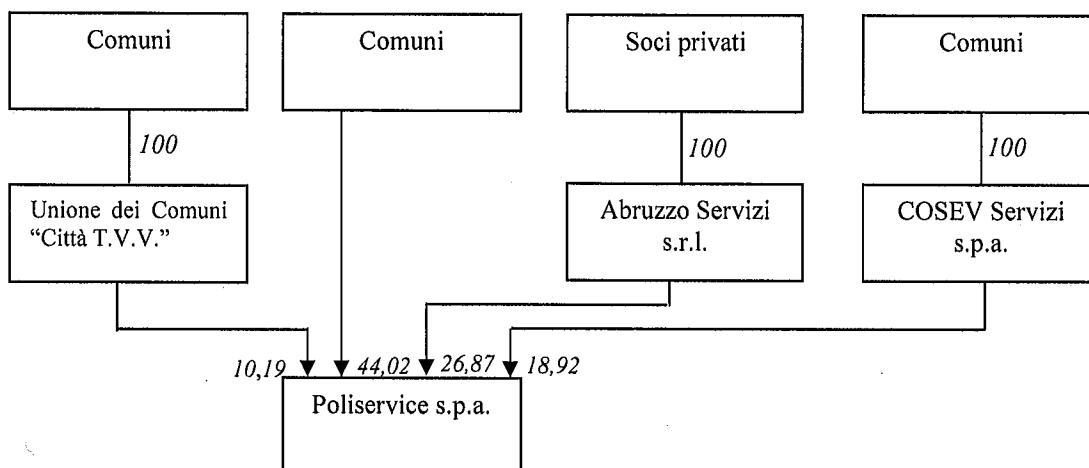 Comuni
Comuni
Soci privati
Comuni
100
100
100
Unione dei Comuni
“Città T.V.V.”
Abruzzo Servizi
s.r.l.
COSEV Servizi
s.p.a.
10,19
44,02
26,87
18,92
Poliservice s.p.a.